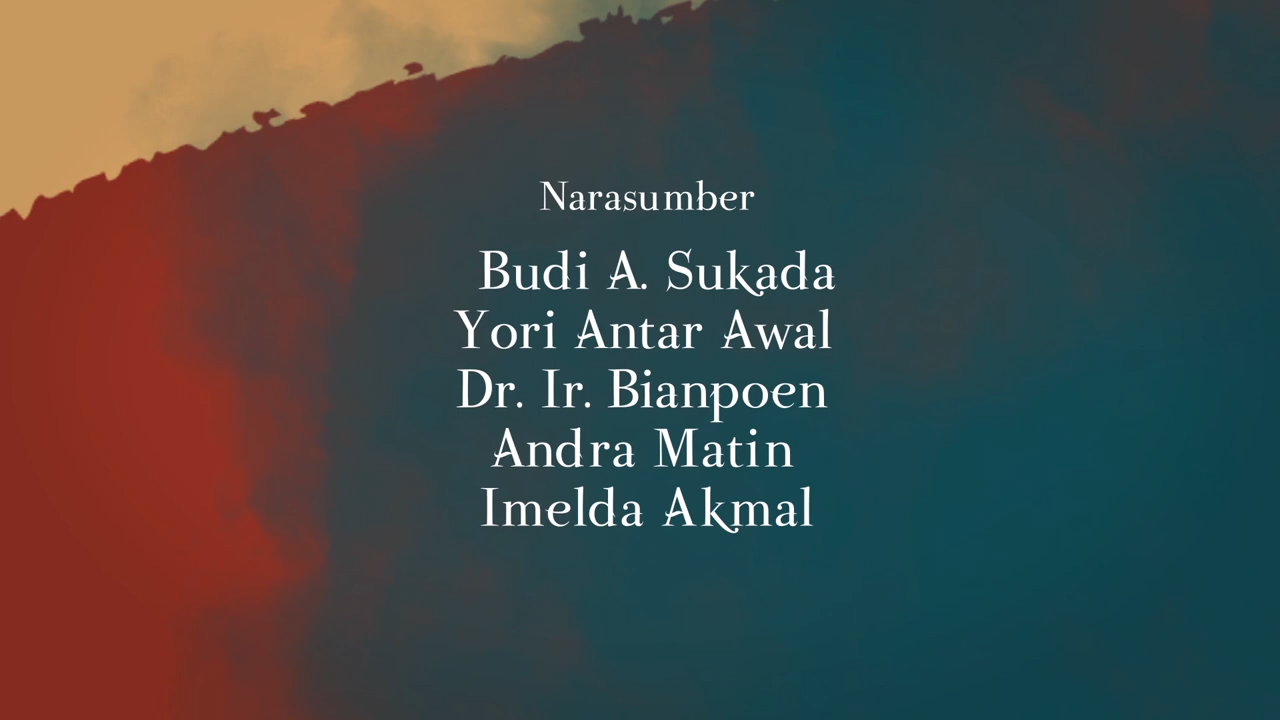 Narasumber
Budi A. Sukada
Yori Antar Awal
Dr. Ir. Bianpoen
Andra Matin
Imelda Akmal